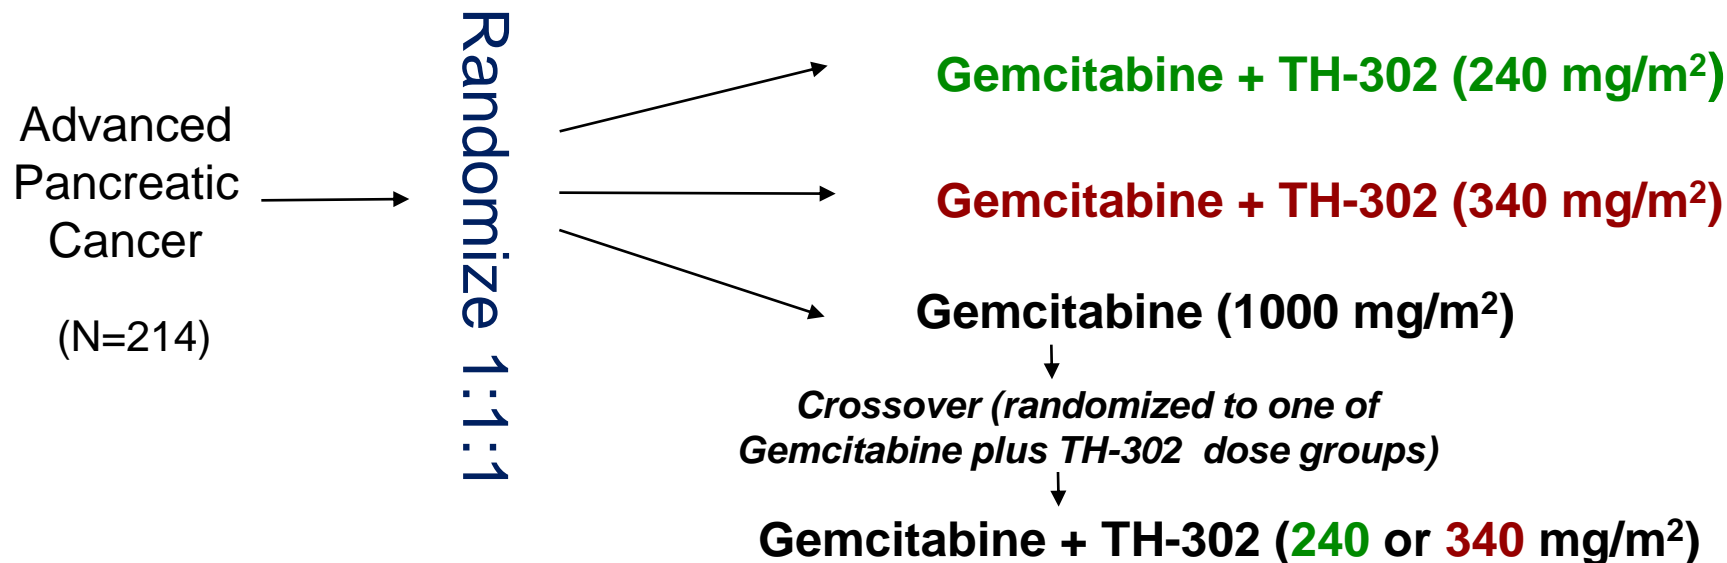 Advanced
Pancreatic
Cancer
(N=214)
Randomize 1:1:1
Gemcitabine + TH-302 (240 mg/m²)
Gemcitabine + TH-302 (340 mg/m²)
Gemcitabine (1000 mg/m²)
Crossover (randomized to one of
Gemcitabine plus TH-302 dose groups)
Gemcitabine + TH-302 (240 or 340 mg/m²)